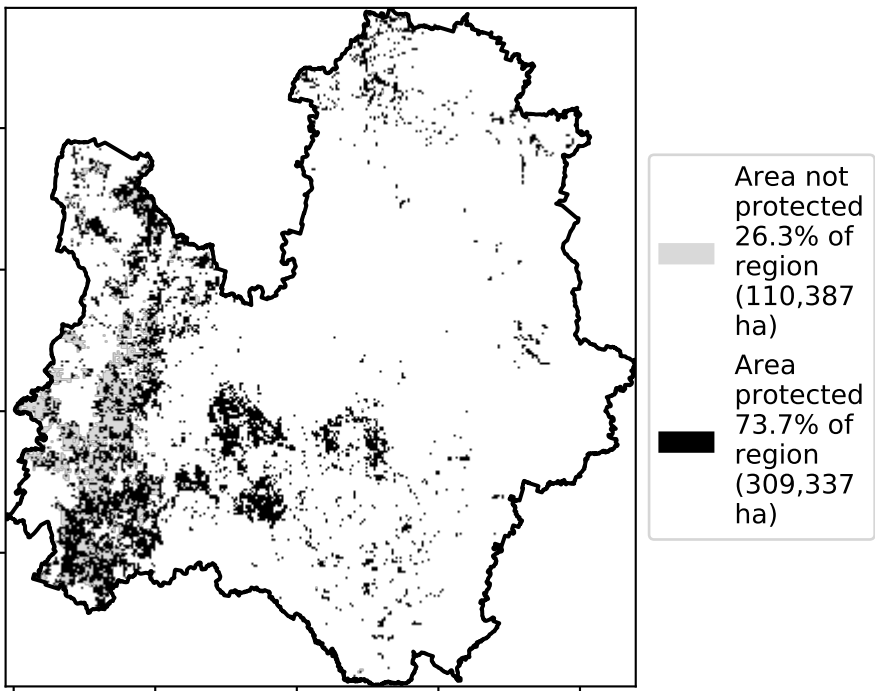 Area not
protected
26.3% of
region
(110,387
ha)
Area
protected
73.7% of
region
(309,337
ha)